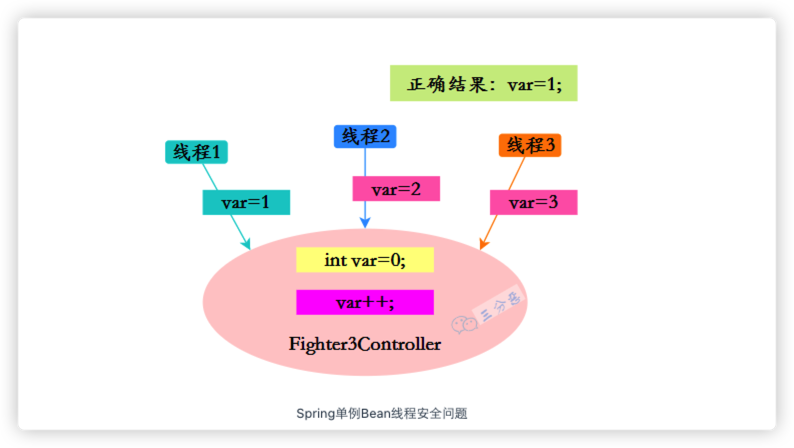 正确结果：var=1;
线程1
线程2
线程3
var=1
var=2
var=3
int var=0;
var++;
三分恶
Fighter3Controller
Spring单例Bean线程安全问题